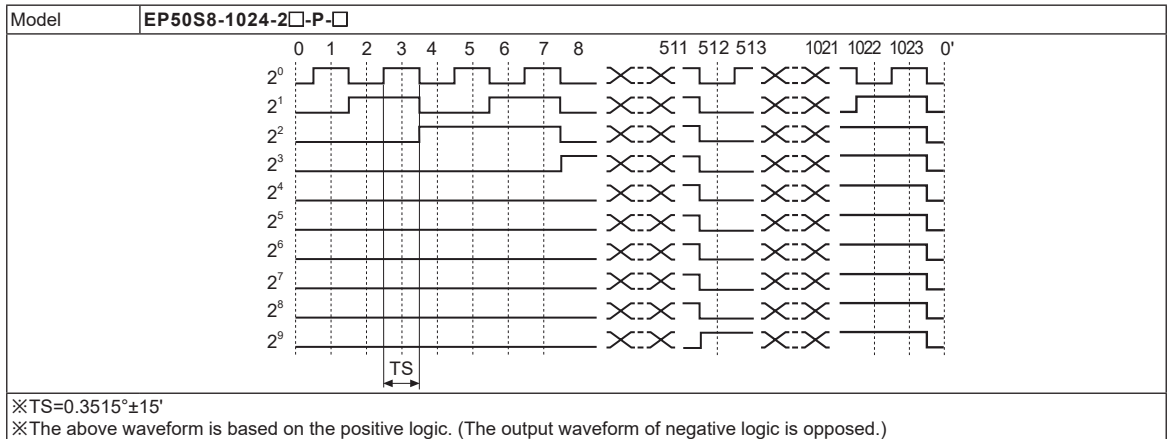 Model EP50S8-1024-2□-P-□
0 1 2 3 4 5 6 7 8 511 512 513 1021 1022 1023 0'
2⁰
2¹
2²
2³
2⁴
2⁵
2⁶
2⁷
2⁸
2⁹
TS
※TS=0.3515°±15'
※The above waveform is based on the positive logic. (The output waveform of negative logic is opposed.)